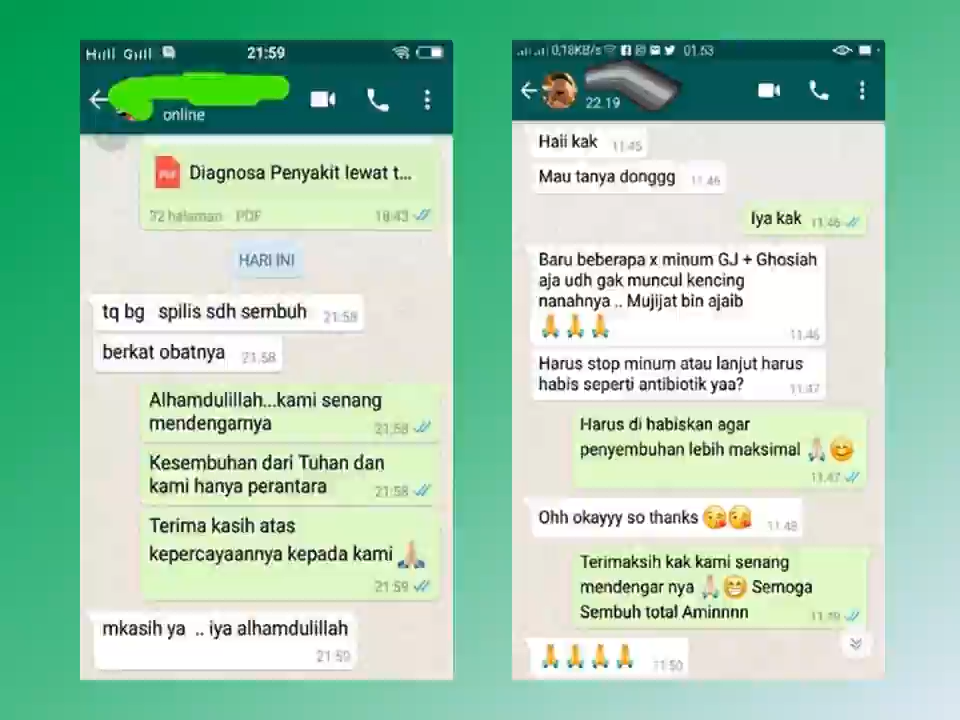 21:59
online
Diagnosa Penyakit lewat t...
PDF
72 halaman PDF 18:43
HARI INI
tq bg spilis sdh sembuh 21:58
berkat obatnya 21:58
Alhamdulillah...kami senang
mendengarnya 21:58
Kesembuhan dari Tuhan dan
kami hanya perantara 21:58
Terima kasih atas
kepercayaannya kepada kami 🙏
21:59
mkasih ya .. iya alhamdulillah
21:59
0,18KB/s 01.53
22.19
Haii kak 11.45
Mau tanya donggg 11.46
Iya kak 11.46
Baru beberapa x minum GJ + Ghosiah
aja udh gak muncul kencing
nanahnya .. Mujijat bin ajaib
🙏🙏🙏 11.46
Harus stop minum atau lanjut harus
habis seperti antibiotik yaa? 11.47
Harus di habiskan agar
penyembuhan lebih maksimal 🙏😊
11.47
Ohh okayyy so thanks 😘😘 11.48
Terimaksih kak kami senang
mendengar nya 🙏😁 Semoga
Sembuh total Aminnnn 11.49
🙏🙏🙏🙏 11.50